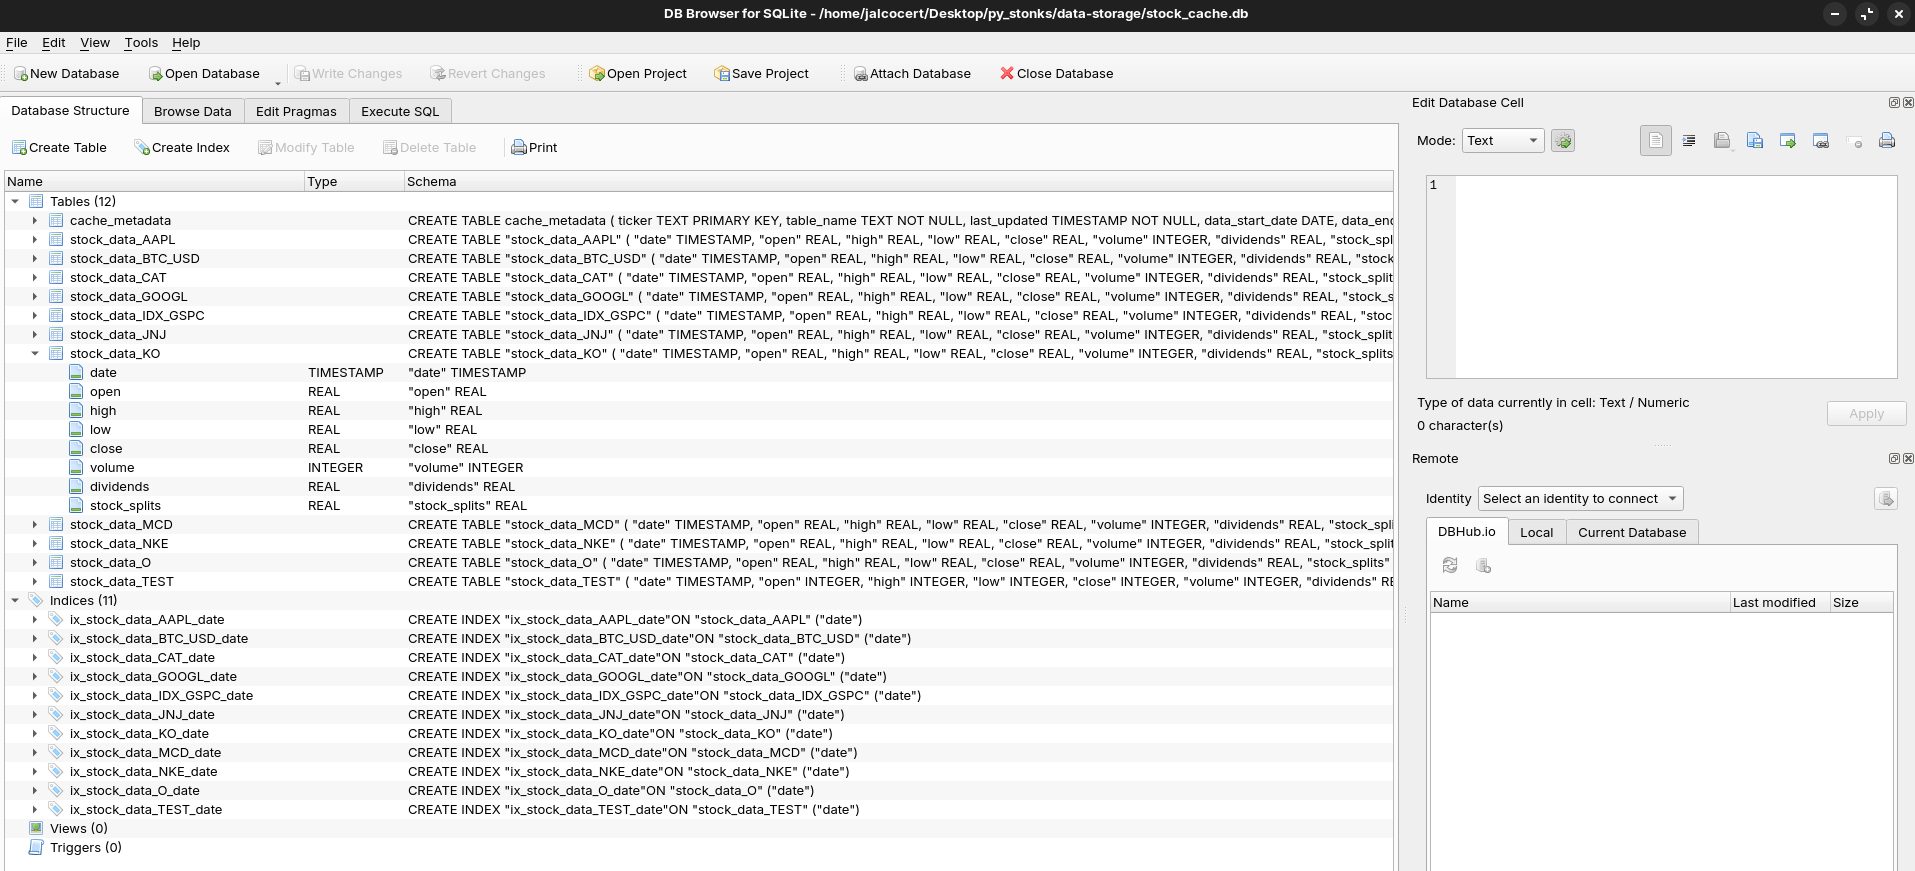 DB Browser for SQLite - /home/jalcocert/Desktop/py_stonks/data-storage/stock_cache.db
File Edit View Tools Help
New Database Open Database Write Changes Revert Changes Open Project Save Project Attach Database Close Database
Database Structure Browse Data Edit Pragmas Execute SQL
Create Table Create Index Modify Table Delete Table Print
Name Type Schema
Tables (12)
cache_metadata CREATE TABLE cache_metadata ( ticker TEXT PRIMARY KEY, table_name TEXT NOT NULL, last_updated TIMESTAMP NOT NULL, data_start_date DATE, data_end
stock_data_AAPL CREATE TABLE "stock_data_AAPL" ( "date" TIMESTAMP, "open" REAL, "high" REAL, "low" REAL, "close" REAL, "volume" INTEGER, "dividends" REAL, "stock_spl
stock_data_BTC_USD CREATE TABLE "stock_data_BTC_USD" ( "date" TIMESTAMP, "open" REAL, "high" REAL, "low" REAL, "close" REAL, "volume" INTEGER, "dividends" REAL, "stock
stock_data_CAT CREATE TABLE "stock_data_CAT" ( "date" TIMESTAMP, "open" REAL, "high" REAL, "low" REAL, "close" REAL, "volume" INTEGER, "dividends" REAL, "stock_split
stock_data_GOOGL CREATE TABLE "stock_data_GOOGL" ( "date" TIMESTAMP, "open" REAL, "high" REAL, "low" REAL, "close" REAL, "volume" INTEGER, "dividends" REAL, "stock_s
stock_data_IDX_GSPC CREATE TABLE "stock_data_IDX_GSPC" ( "date" TIMESTAMP, "open" REAL, "high" REAL, "low" REAL, "close" REAL, "volume" INTEGER, "dividends" REAL, "stoc
stock_data_JNJ CREATE TABLE "stock_data_JNJ" ( "date" TIMESTAMP, "open" REAL, "high" REAL, "low" REAL, "close" REAL, "volume" INTEGER, "dividends" REAL, "stock_split
stock_data_KO CREATE TABLE "stock_data_KO" ( "date" TIMESTAMP, "open" REAL, "high" REAL, "low" REAL, "close" REAL, "volume" INTEGER, "dividends" REAL, "stock_splits
date TIMESTAMP "date" TIMESTAMP
open REAL "open" REAL
high REAL "high" REAL
low REAL "low" REAL
close REAL "close" REAL
volume INTEGER "volume" INTEGER
dividends REAL "dividends" REAL
stock_splits REAL "stock_splits" REAL
stock_data_MCD CREATE TABLE "stock_data_MCD" ( "date" TIMESTAMP, "open" REAL, "high" REAL, "low" REAL, "close" REAL, "volume" INTEGER, "dividends" REAL, "stock_spli
stock_data_NKE CREATE TABLE "stock_data_NKE" ( "date" TIMESTAMP, "open" REAL, "high" REAL, "low" REAL, "close" REAL, "volume" INTEGER, "dividends" REAL, "stock_split
stock_data_O CREATE TABLE "stock_data_O" ( "date" TIMESTAMP, "open" REAL, "high" REAL, "low" REAL, "close" REAL, "volume" INTEGER, "dividends" REAL, "stock_splits"
stock_data_TEST CREATE TABLE "stock_data_TEST" ( "date" TIMESTAMP, "open" INTEGER, "high" INTEGER, "low" INTEGER, "close" INTEGER, "volume" INTEGER, "dividends" RE
Indices (11)
ix_stock_data_AAPL_date CREATE INDEX "ix_stock_data_AAPL_date"ON "stock_data_AAPL" ("date")
ix_stock_data_BTC_USD_date CREATE INDEX "ix_stock_data_BTC_USD_date"ON "stock_data_BTC_USD" ("date")
ix_stock_data_CAT_date CREATE INDEX "ix_stock_data_CAT_date"ON "stock_data_CAT" ("date")
ix_stock_data_GOOGL_date CREATE INDEX "ix_stock_data_GOOGL_date"ON "stock_data_GOOGL" ("date")
ix_stock_data_IDX_GSPC_date CREATE INDEX "ix_stock_data_IDX_GSPC_date"ON "stock_data_IDX_GSPC" ("date")
ix_stock_data_JNJ_date CREATE INDEX "ix_stock_data_JNJ_date"ON "stock_data_JNJ" ("date")
ix_stock_data_KO_date CREATE INDEX "ix_stock_data_KO_date"ON "stock_data_KO" ("date")
ix_stock_data_MCD_date CREATE INDEX "ix_stock_data_MCD_date"ON "stock_data_MCD" ("date")
ix_stock_data_NKE_date CREATE INDEX "ix_stock_data_NKE_date"ON "stock_data_NKE" ("date")
ix_stock_data_O_date CREATE INDEX "ix_stock_data_O_date"ON "stock_data_O" ("date")
ix_stock_data_TEST_date CREATE INDEX "ix_stock_data_TEST_date"ON "stock_data_TEST" ("date")
Views (0)
Triggers (0)
Edit Database Cell
Mode: Text
1
Type of data currently in cell: Text / Numeric
0 character(s)
Apply
Remote
Identity Select an identity to connect
DBHub.io Local Current Database
Name Last modified Size